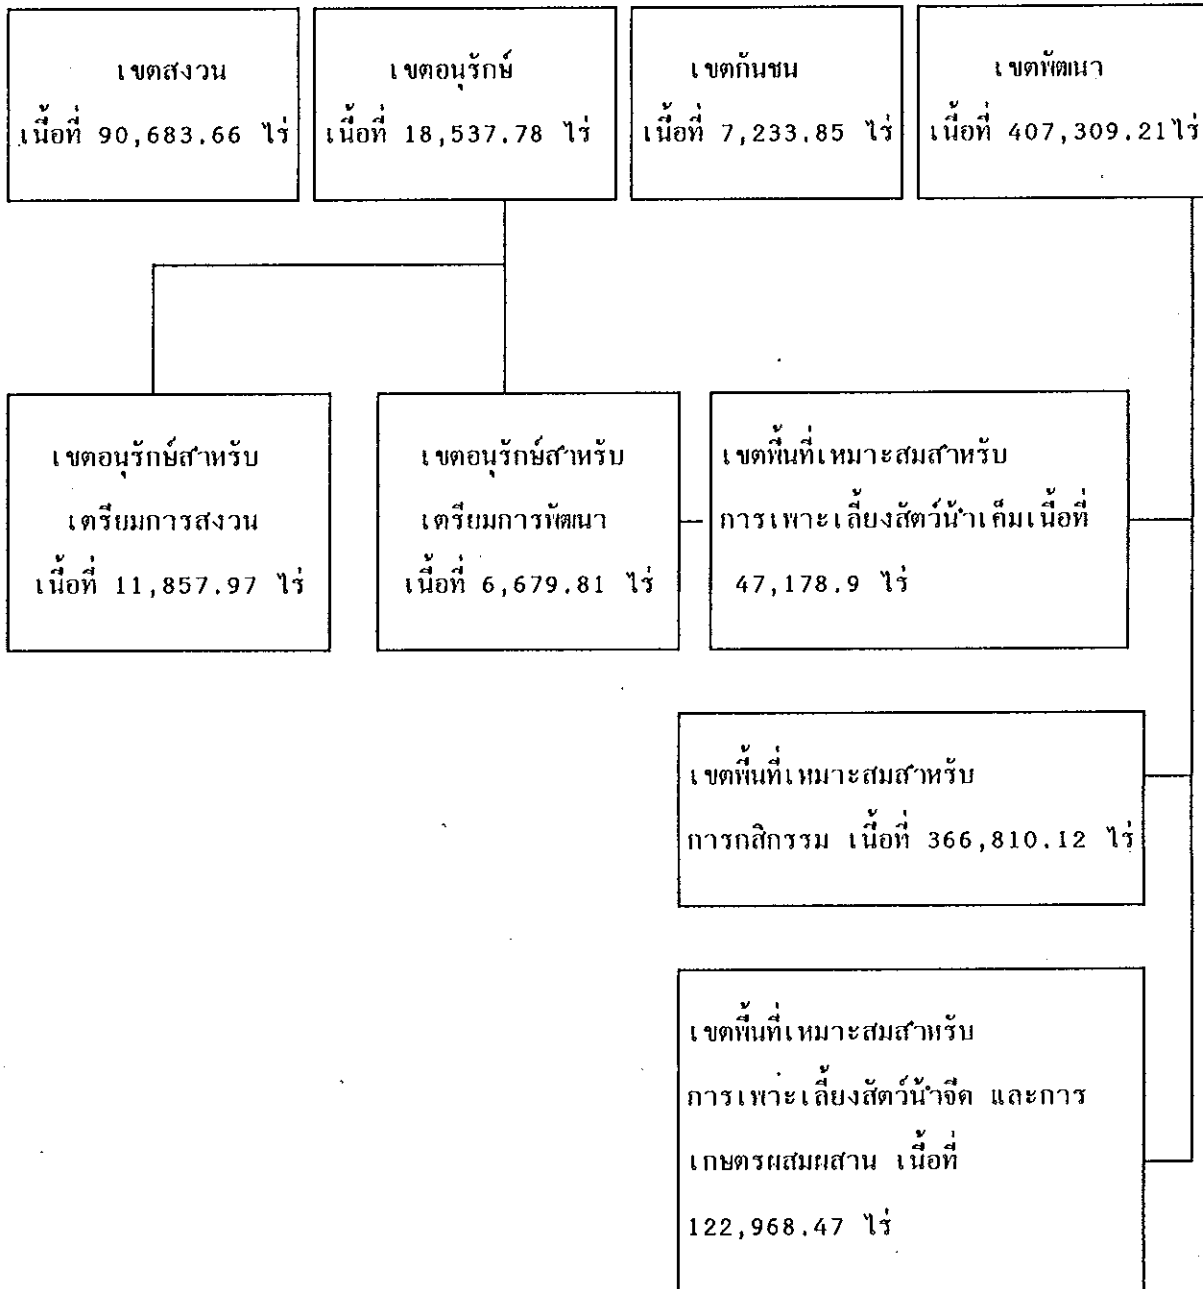 เขตสงวน
เนื้อที่ 90,683.66 ไร่
เขตอนุรักษ์
เนื้อที่ 18,537.78 ไร่
เขตกันชน
เนื้อที่ 7,233.85 ไร่
เขตพัฒนา
เนื้อที่ 407,309.21ไร่
เขตอนุรักษ์สำหรับ
เตรียมการสงวน
เนื้อที่ 11,857.97 ไร่
เขตอนุรักษ์สำหรับ
เตรียมการพัฒนา
เนื้อที่ 6,679.81 ไร่
เขตพื้นที่เหมาะสมสำหรับ
การเพาะเลี้ยงสัตว์น้ำเค็มเนื้อที่
47,178.9 ไร่
เขตพื้นที่เหมาะสมสำหรับ
การกสิกรรม เนื้อที่ 366,810.12 ไร่
เขตพื้นที่เหมาะสมสำหรับ
การเพาะเลี้ยงสัตว์น้ำจืด และการ
เกษตรผสมผสาน เนื้อที่
122,968.47 ไร่